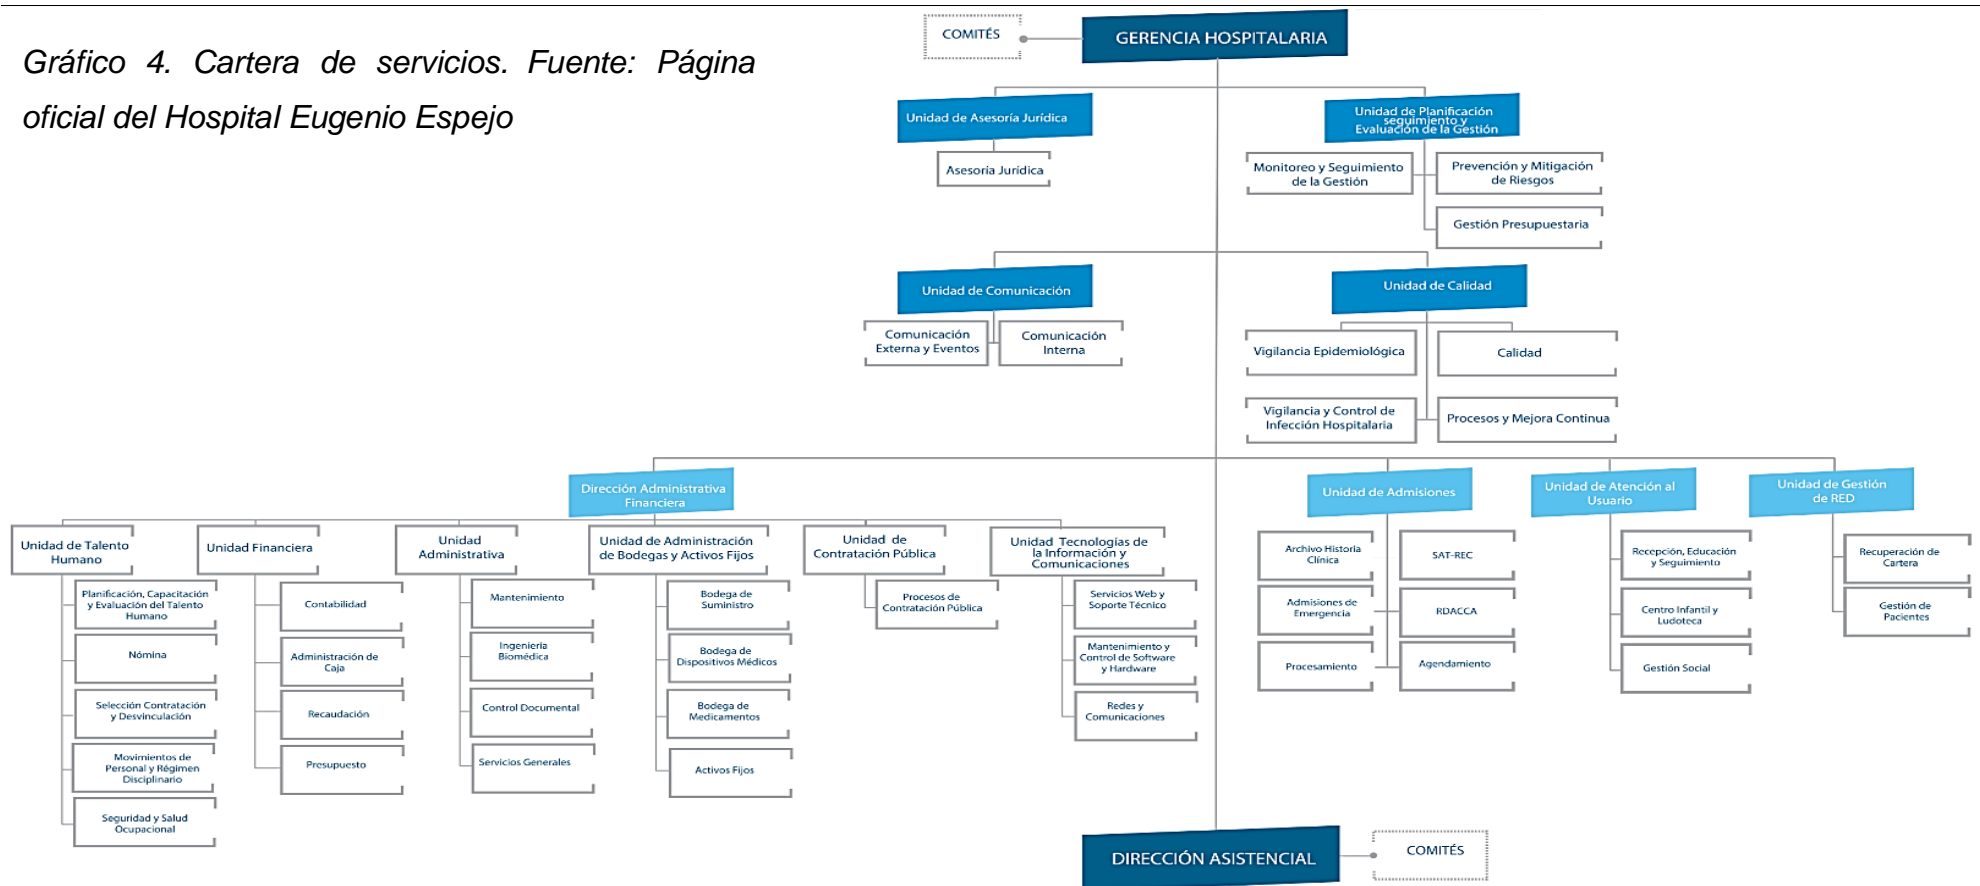 Gráfico 4. Cartera de servicios. Fuente: Página
oficial del Hospital Eugenio Espejo
COMITÉS
GERENCIA HOSPITALARIA
Unidad de Asesoría Jurídica
Asesoría Jurídica
Unidad de Planificación
seguimiento y
Evaluación de la Gestión
Monitoreo y Seguimiento
de la Gestión
Prevención y Mitigación
de Riesgos
Gestión Presupuestaria
Unidad de Comunicación
Comunicación
Externa y Eventos
Comunicación
Interna
Unidad de Calidad
Vigilancia Epidemiológica
Calidad
Vigilancia y Control de
Infección Hospitalaria
Procesos y Mejora Continua
Dirección Administrativa
Financiera
Unidad de Admisiones
Unidad de Atención al
Usuario
Unidad de Gestión
de RED
Unidad de Talento
Humano
Planificación, Capacitación
y Evaluación del Talento
Humano
Nómina
Selección Contratación
y Desvinculación
Movimientos de
Personal y Régimen
Disciplinario
Seguridad y Salud
Ocupacional
Unidad Financiera
Contabilidad
Administración de
Caja
Recaudación
Presupuesto
Unidad
Administrativa
Mantenimiento
Ingeniería
Biomédica
Control Documental
Servicios Generales
Unidad de Administración
de Bodegas y Activos Fijos
Bodega de
Suministro
Bodega de
Dispositivos Médicos
Bodega de
Medicamentos
Activos Fijos
Unidad de
Contratación Pública
Procesos de
Contratación Pública
Unidad Tecnologías de
la Información y
Comunicaciones
Servicios Web y
Soporte Técnico
Mantenimiento y
Control de Software
y Hardware
Redes y
Comunicaciones
Archivo Historia
Clínica
SAT-REC
Admisiones de
Emergencia
RDACCA
Procesamiento
Agendamiento
Recepción, Educación
y Seguimiento
Centro Infantil y
Ludoteca
Gestión Social
Recuperación de
Cartera
Gestión de
Pacientes
DIRECCIÓN ASISTENCIAL
COMITÉS